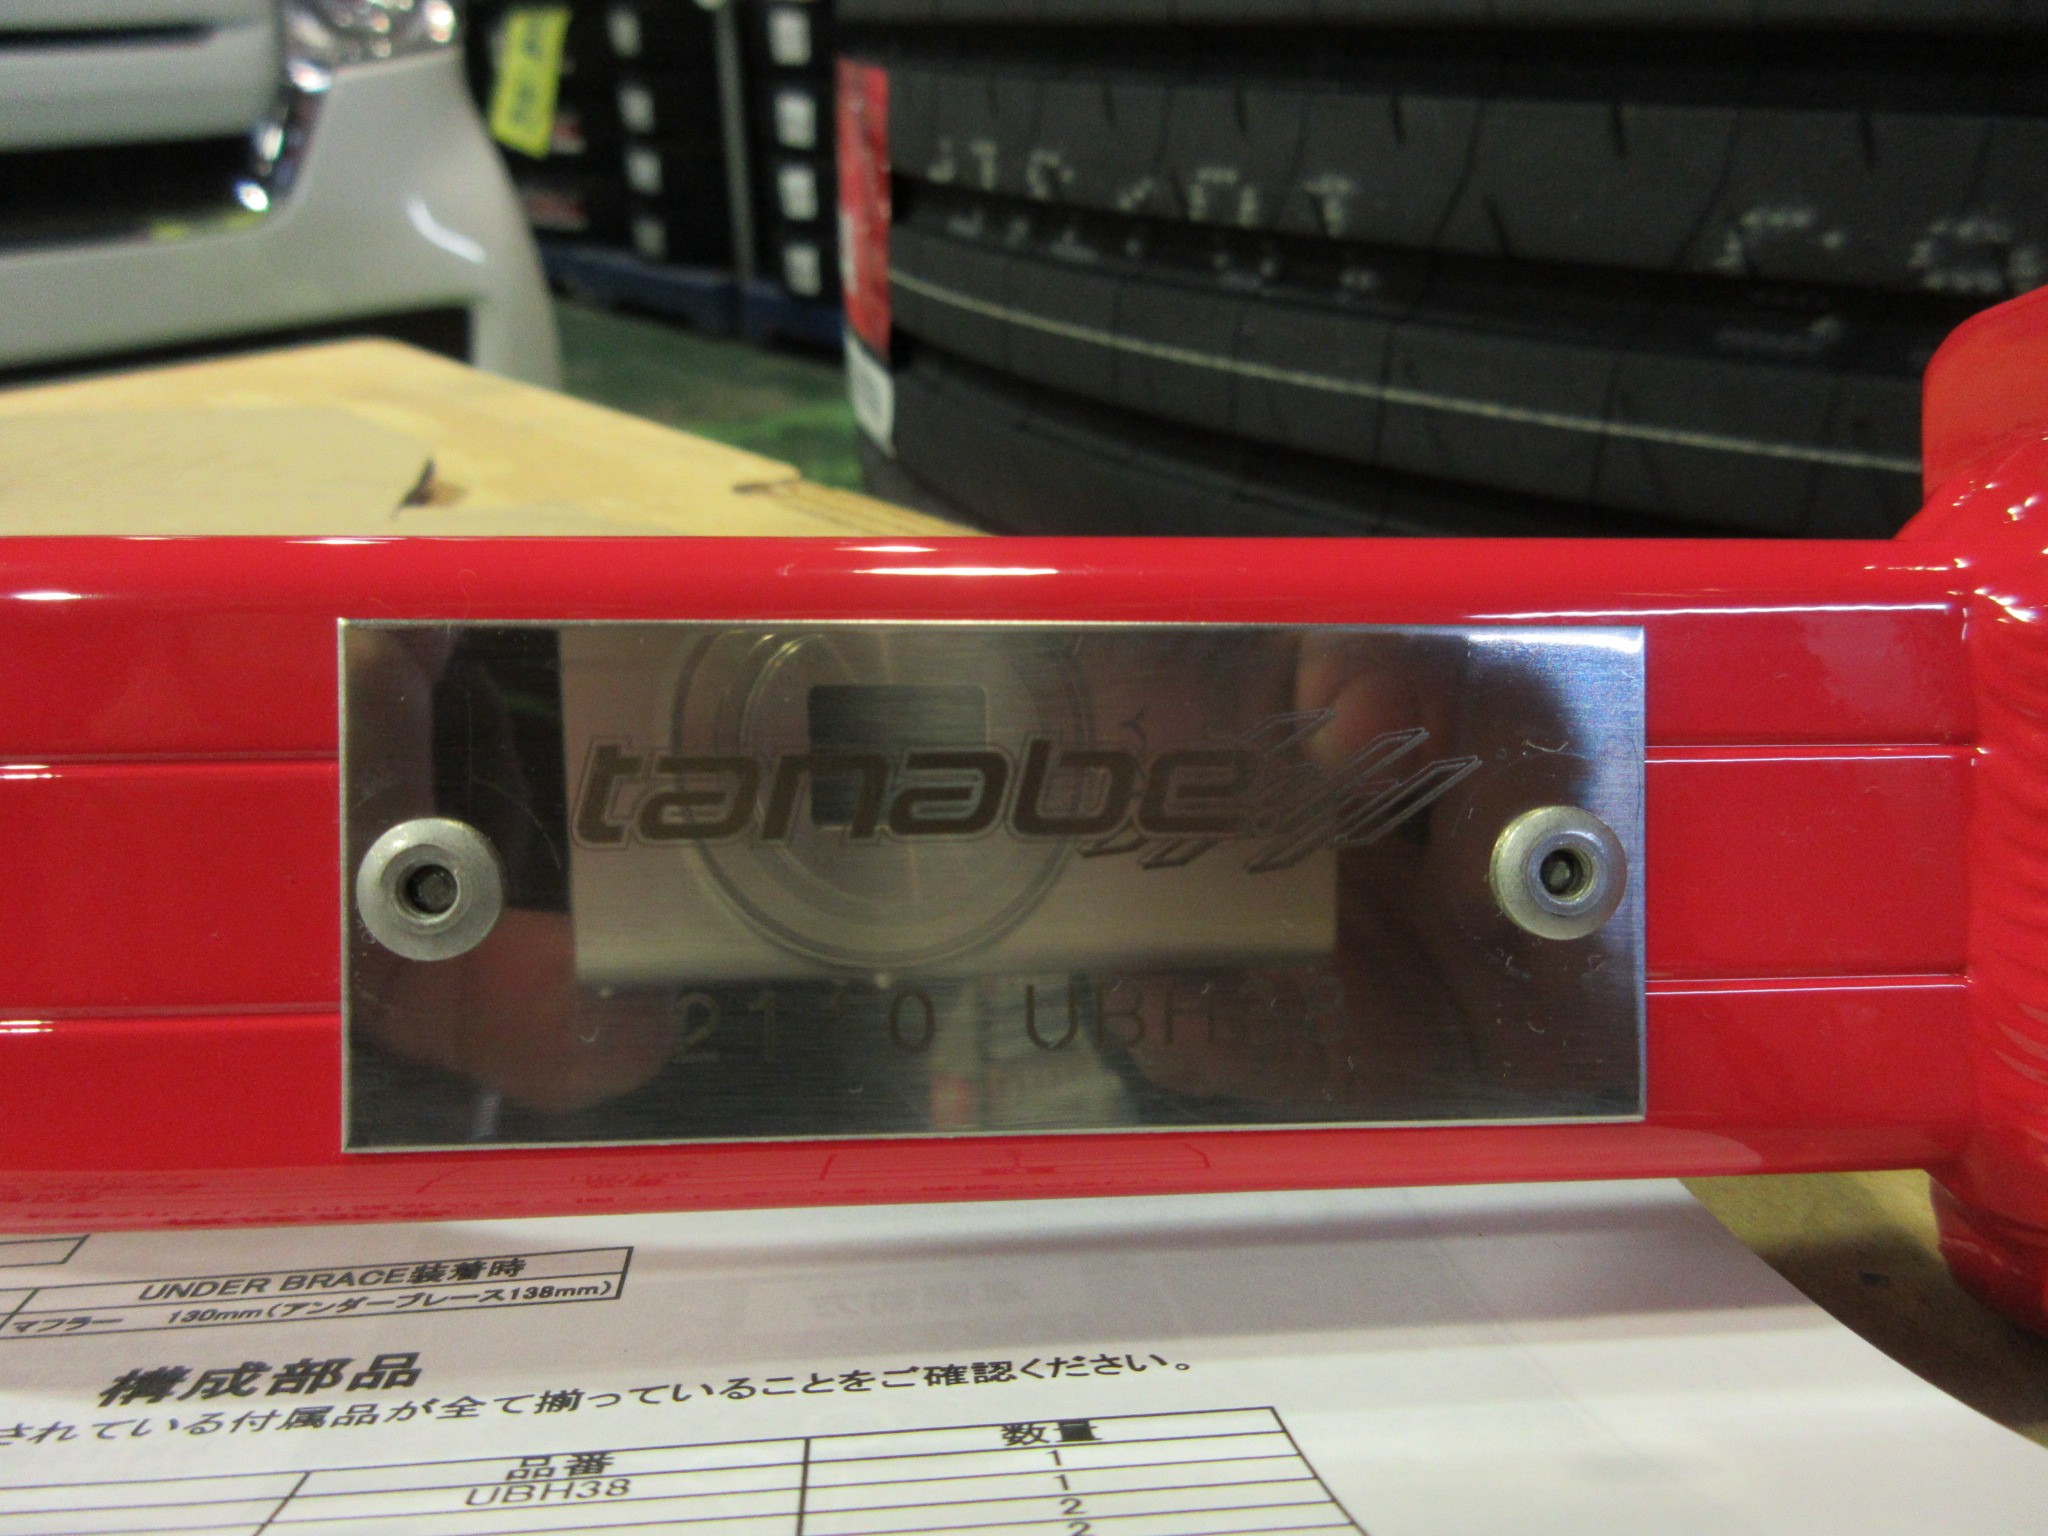 tanabe
UBH38
UNDER BRACE装着時
マフラー 130mm(アンダーブレース138mm)
構成部品
されている付属品が全て揃っていることをご確認ください。
品番 数量
UBH38 1
1
2
2